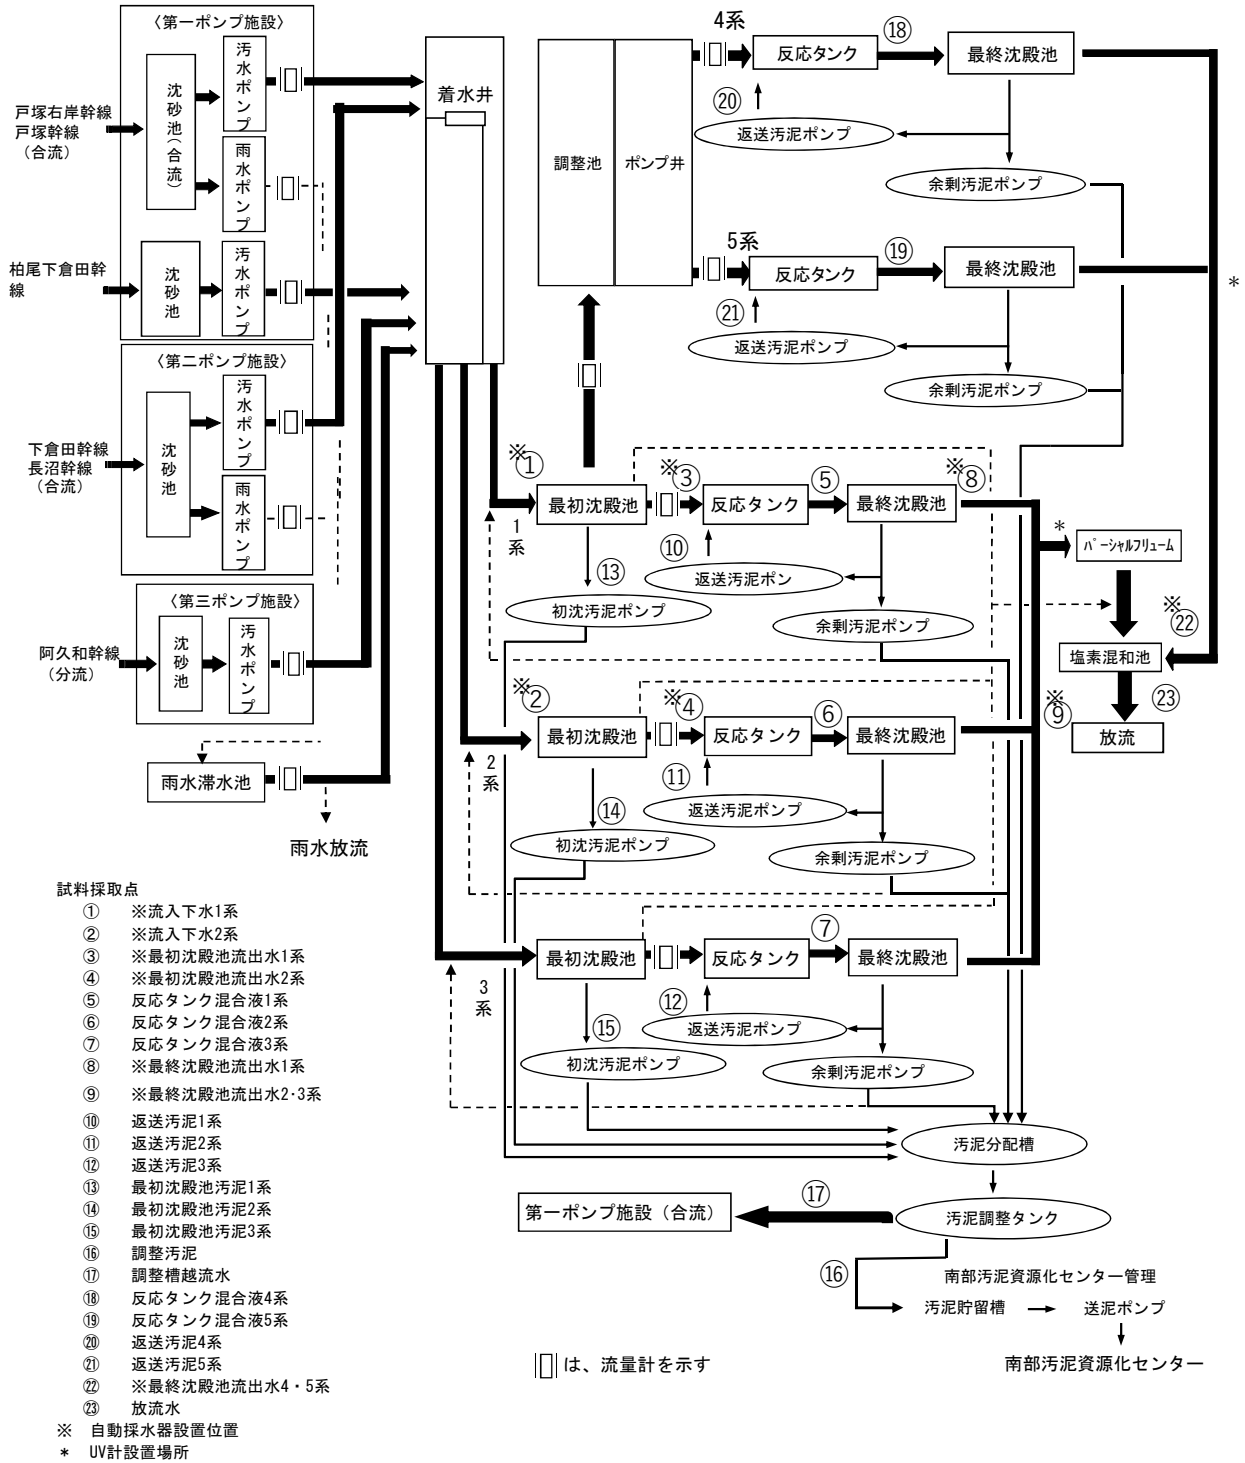 〈第一ポンプ施設〉
戸塚右岸幹線
戸塚幹線
（合流）
沈砂池（合流）
汚水ポンプ
雨水ポンプ
柏尾下倉田幹
線
沈砂池
汚水ポンプ
〈第二ポンプ施設〉
下倉田幹線
長沼幹線
（合流）
沈砂池
汚水ポンプ
雨水ポンプ
〈第三ポンプ施設〉
阿久和幹線
（分流）
沈砂池
汚水ポンプ
雨水滞水池
雨水放流
着水井
調整池
ポンプ井
4系
反応タンク
⑱
最終沈殿池
⑳
返送汚泥ポンプ
余剰汚泥ポンプ
5系
反応タンク
⑲
最終沈殿池
㉑
返送汚泥ポンプ
余剰汚泥ポンプ
*
※①
1系
最初沈殿池
※③
反応タンク
⑤
最終沈殿池
※⑧
⑩
返送汚泥ポン
⑬
初沈汚泥ポンプ
余剰汚泥ポンプ
*
パーシャルフリューム
※㉒
塩素混和池
㉓
放流
※②
2系
最初沈殿池
※④
反応タンク
⑥
最終沈殿池
※⑨
⑪
返送汚泥ポンプ
⑭
初沈汚泥ポンプ
余剰汚泥ポンプ
3系
最初沈殿池
反応タンク
⑦
最終沈殿池
⑫
返送汚泥ポンプ
⑮
初沈汚泥ポンプ
余剰汚泥ポンプ
汚泥分配槽
第一ポンプ施設（合流）
⑰
汚泥調整タンク
⑯
南部汚泥資源化センター管理
汚泥貯留槽
送泥ポンプ
南部汚泥資源化センター
は、流量計を示す
試料採取点
① ※流入下水1系
② ※流入下水2系
③ ※最初沈殿池流出水1系
④ ※最初沈殿池流出水2系
⑤ 反応タンク混合液1系
⑥ 反応タンク混合液2系
⑦ 反応タンク混合液3系
⑧ ※最終沈殿池流出水1系
⑨ ※最終沈殿池流出水2･3系
⑩ 返送汚泥1系
⑪ 返送汚泥2系
⑫ 返送汚泥3系
⑬ 最初沈殿池汚泥1系
⑭ 最初沈殿池汚泥2系
⑮ 最初沈殿池汚泥3系
⑯ 調整汚泥
⑰ 調整槽越流水
⑱ 反応タンク混合液4系
⑲ 反応タンク混合液5系
⑳ 返送汚泥4系
㉑ 返送汚泥5系
㉒ ※最終沈殿池流出水4・5系
㉓ 放流水
※ 自動採水器設置位置
* UV計設置場所